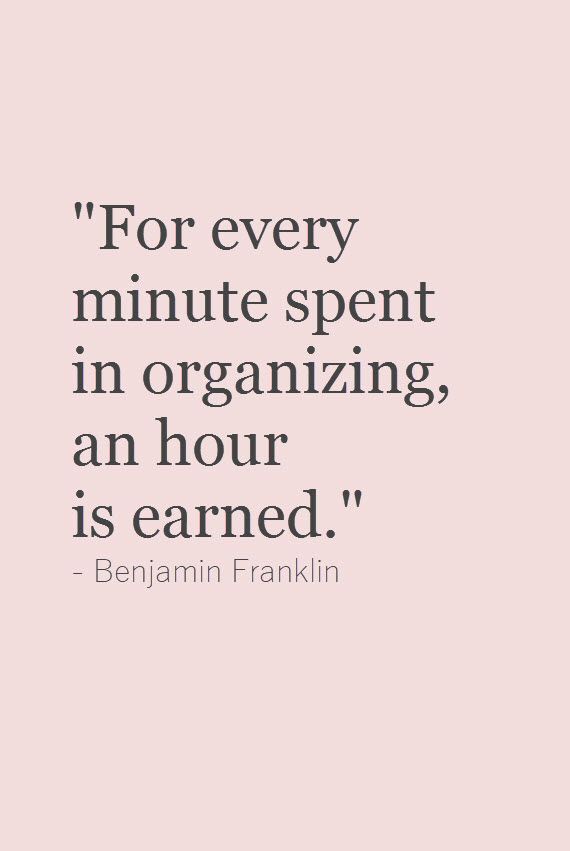 "For every
minute spent
in organizing,
an hour
is earned."
- Benjamin Franklin